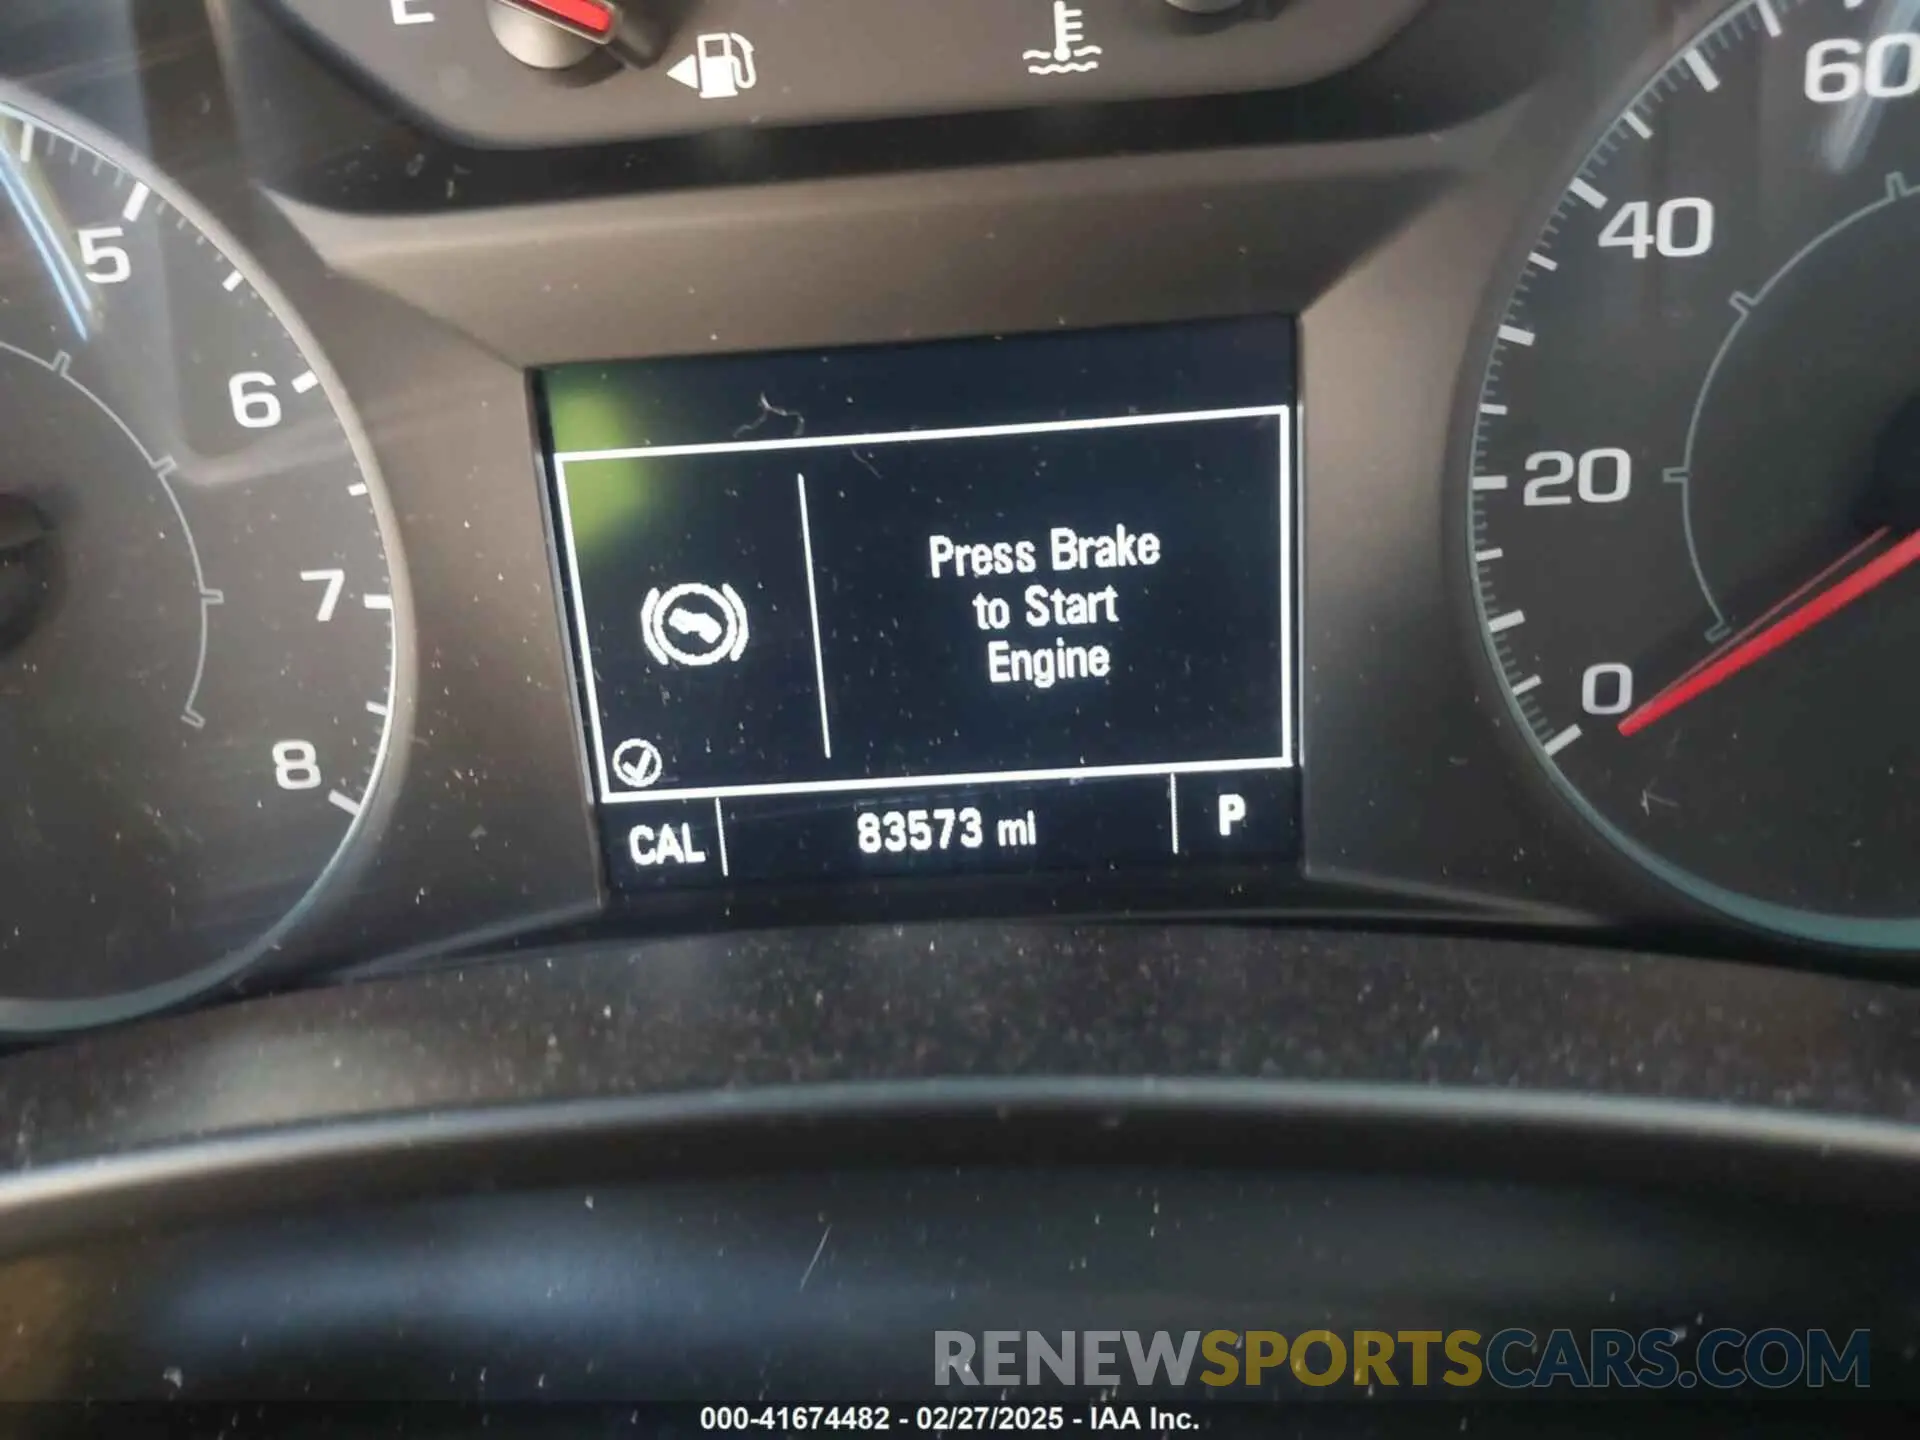 E
5
6
7
8
60
40
20
0
Press Brake
to Start
Engine
CAL
83573 mi
P
RENEWSPORTSCARS.COM
000-41674482 - 02/27/2025 - IAA Inc.